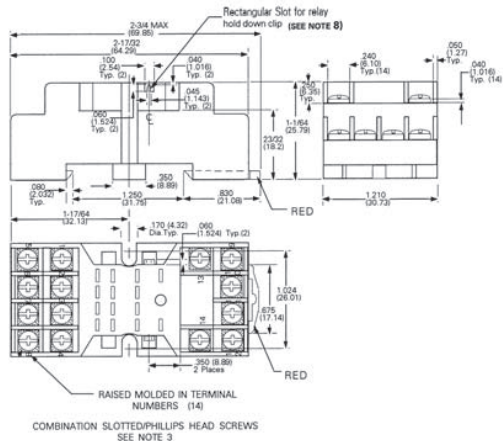 Rectangular Slot for relay
hold down clip (SEE NOTE 8)
2-3/4 MAX
(69.85)
2-17/32
(64.29)
.100
(2.54)
Typ. (2)
.040
(1.016)
Typ. (2)
.045
(1.143)
Typ. (2)
.060
(1.524)
Typ. (2)
23/32
(18.2)
1-1/64
(25.79)
.240
(6.10)
Typ.(14)
.050
(1.27)
Typ.
.040
(1.016)
Typ. (14)
(6.35)
Typ.
.080
(2.032)
Typ.
.350
(8.89)
1.250
(31.75)
.830
(21.08)
RED
1.210
(30.73)
1-17/64
(32.13)
.170 (4.32)
Dia.Typ.
.060
(1.524) Typ.(2)
13
14
1.024
(26.01)
.675
(17.14)
.350 (8.89)
2 Places
RED
RAISED MOLDED IN TERMINAL
NUMBERS (14)
COMBINATION SLOTTED/PHILLIPS HEAD SCREWS
SEE NOTE 3